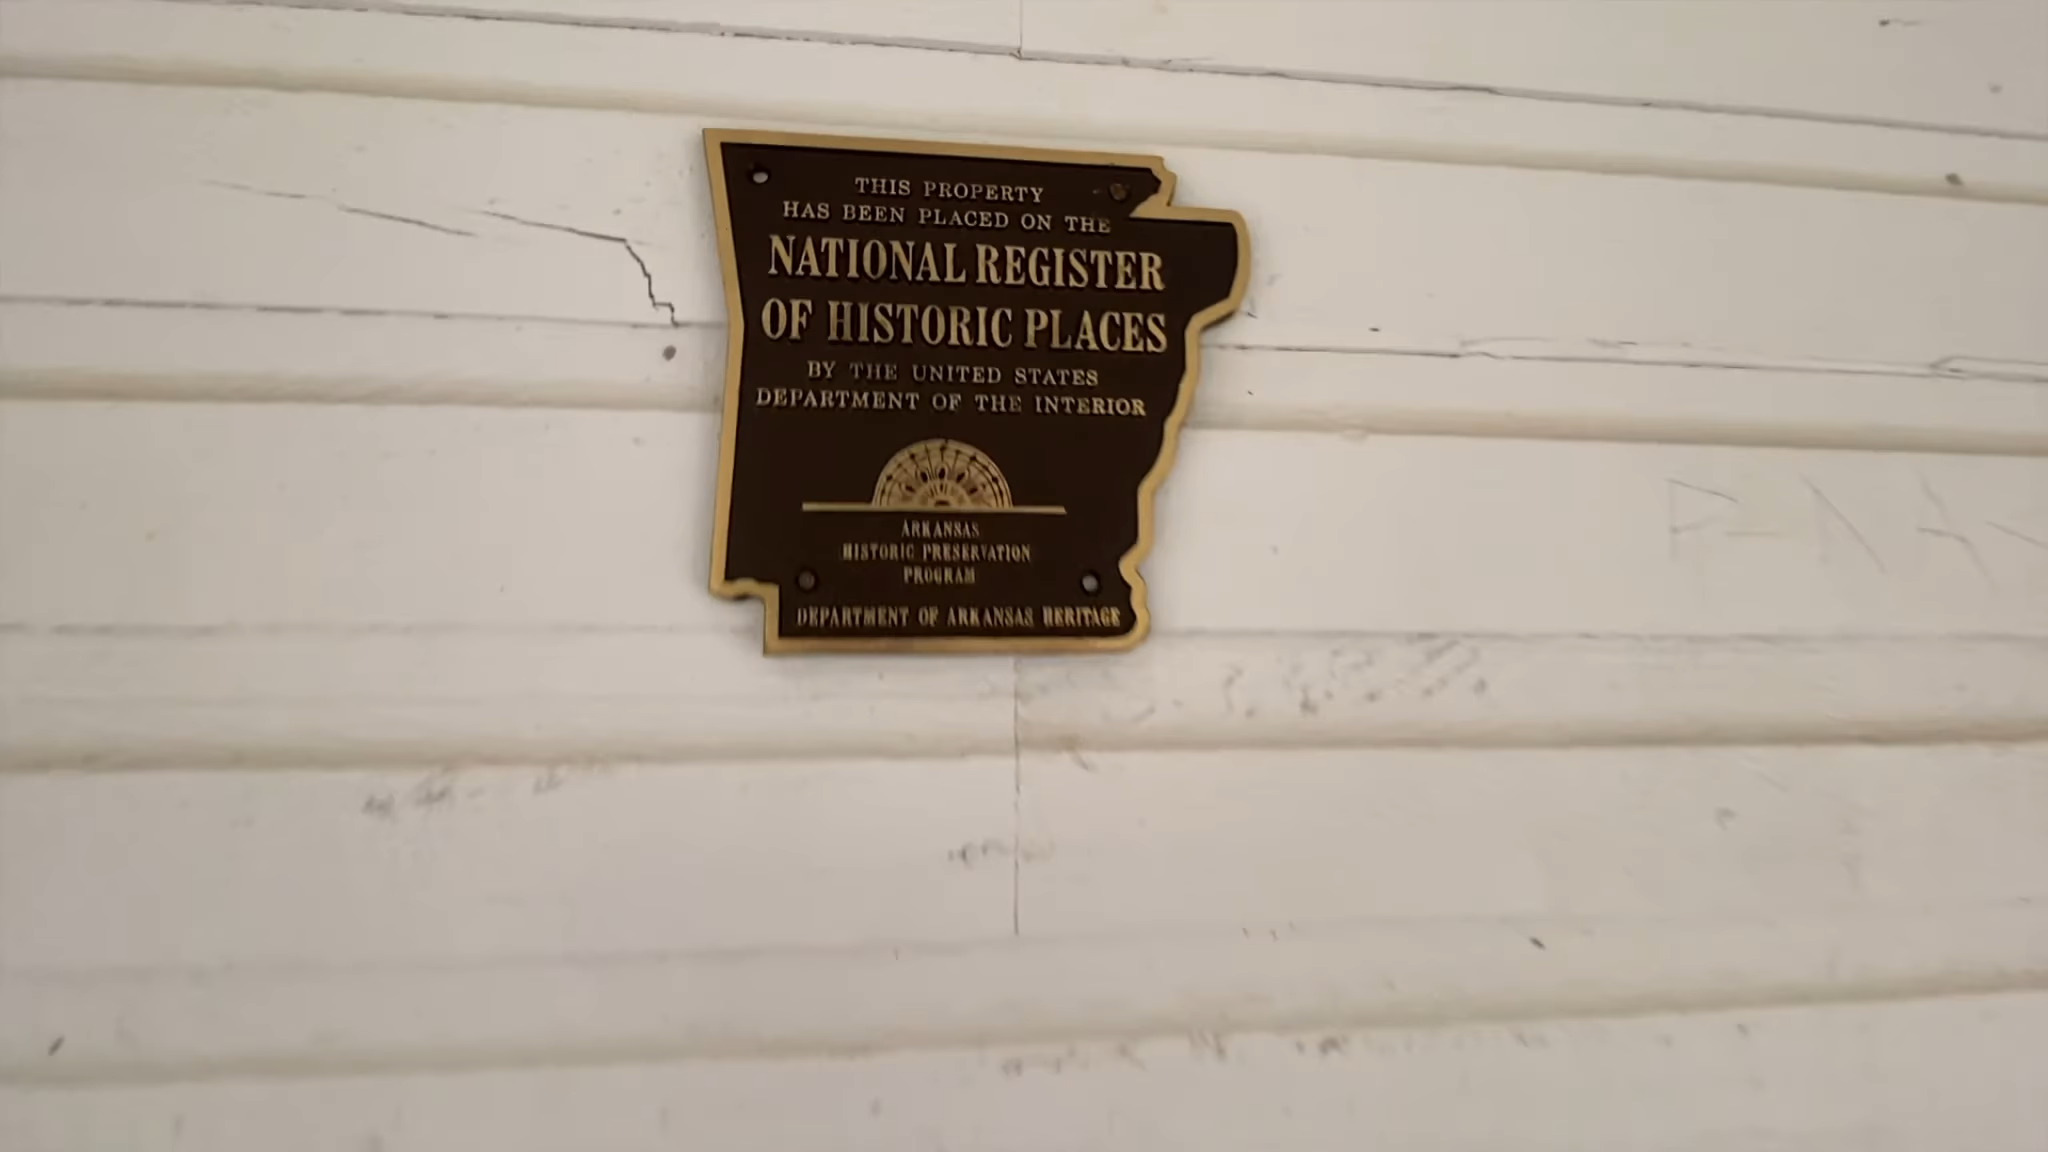 THIS PROPERTY
HAS BEEN PLACED ON THE
NATIONAL REGISTER
OF HISTORIC PLACES
BY THE UNITED STATES
DEPARTMENT OF THE INTERIOR
ARKANSAS
HISTORIC PRESERVATION
PROGRAM
DEPARTMENT OF ARKANSAS HERITAGE